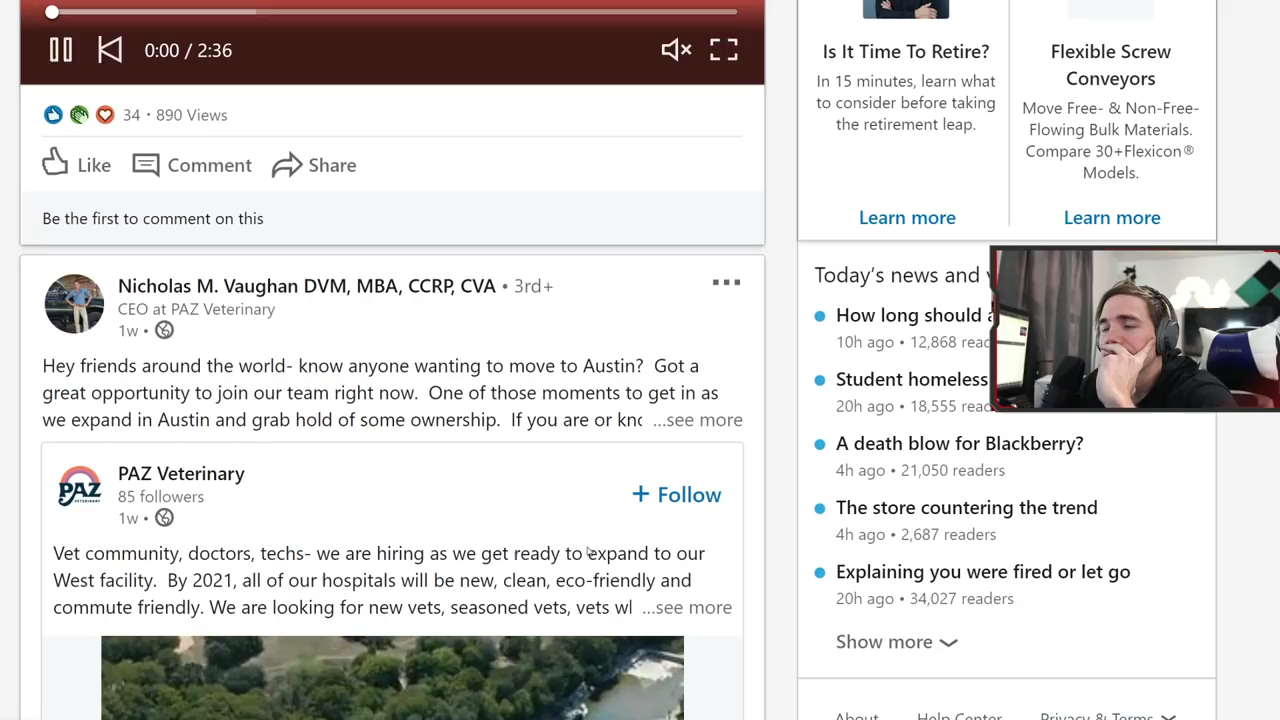 0:00 / 2:36
34 · 890 Views
Like Comment Share
Be the first to comment on this
Nicholas M. Vaughan DVM, MBA, CCRP, CVA • 3rd+
CEO at PAZ Veterinary
1w •
Hey friends around the world- know anyone wanting to move to Austin? Got a
great opportunity to join our team right now. One of those moments to get in as
we expand in Austin and grab hold of some ownership. If you are or knc ...see more
PAZ
PAZ Veterinary
85 followers
1w •
+ Follow
Vet community, doctors, techs- we are hiring as we get ready to expand to our
West facility. By 2021, all of our hospitals will be new, clean, eco-friendly and
commute friendly. We are looking for new vets, seasoned vets, vets wl ...see more
Is It Time To Retire?
In 15 minutes, learn what
to consider before taking
the retirement leap.
Learn more
Flexible Screw
Conveyors
Move Free- & Non-Free-
Flowing Bulk Materials.
Compare 30+Flexicon®
Models.
Learn more
Today's news and
How long should
10h ago • 12,868 reac
Student homeless
20h ago • 18,555 reac
A death blow for Blackberry?
4h ago • 21,050 readers
The store countering the trend
4h ago • 2,687 readers
Explaining you were fired or let go
20h ago • 34,027 readers
Show more
About Help Center Privacy & Terms